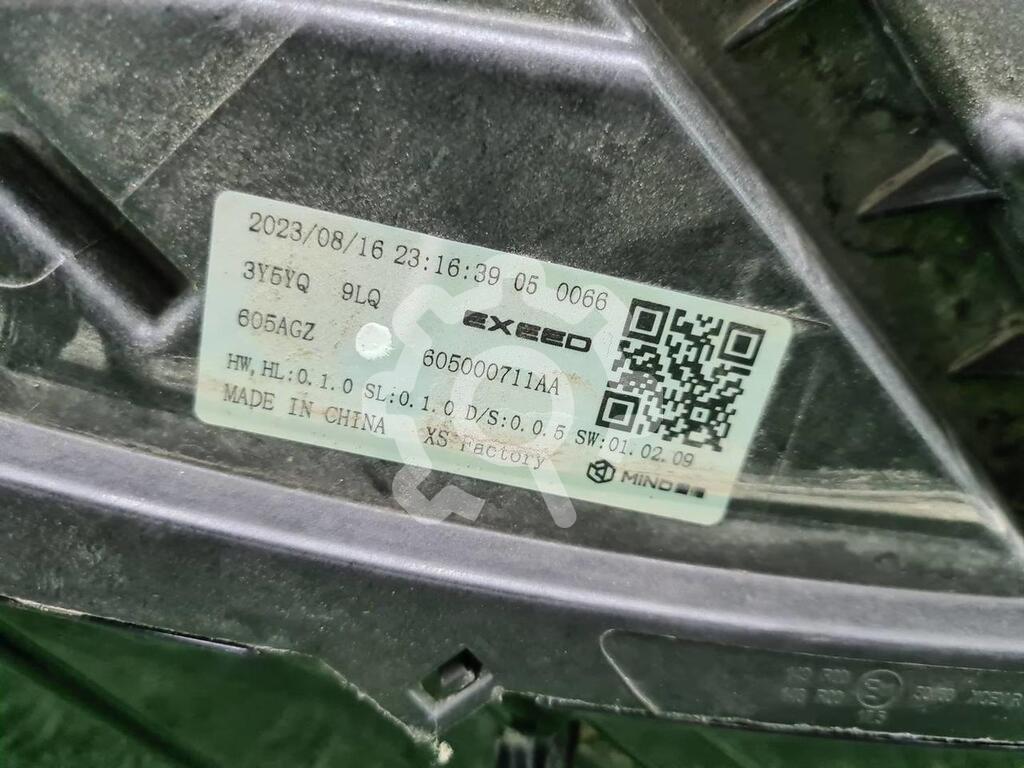 2023/08/16 23:16:39 05 0066
3Y5YQ 9LQ
EXEED
605AGZ
605000711AA
HW,HL:0.1.0 SL:0.1.0 D/S:0.0.5 SW:01.02.09
MADE IN CHINA XS Factory
MIND